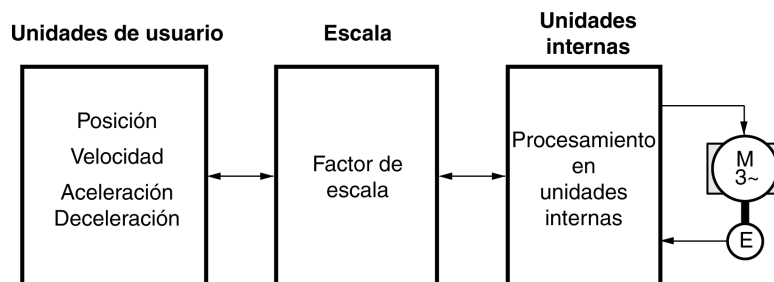 Unidades de usuario
Escala
Unidades
internas
Posición
Velocidad
Aceleración
Deceleración
Factor de
escala
Procesamiento
en
unidades
internas
M
3~
E